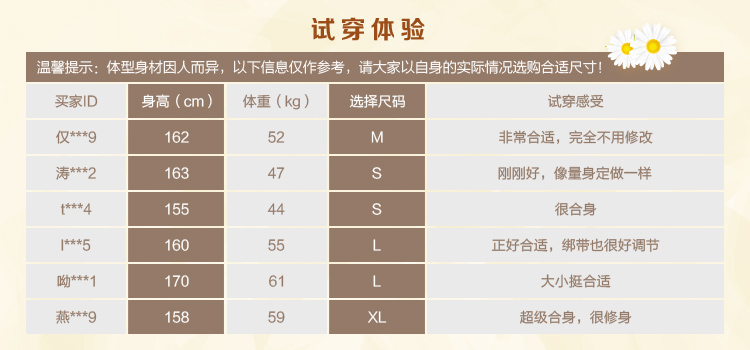 试穿体验
温馨提示：体型身材因人而异，以下信息仅作参考，请大家以自身的实际情况选购合适尺寸！
买家ID 身高（cm） 体重（kg） 选择尺码 试穿感受
仅***9 162 52 M 非常合适，完全不用修改
涛***2 163 47 S 刚刚好，像量身定做一样
t***4 155 44 S 很合身
l***5 160 55 L 正好合适，绑带也很好调节
呦***1 170 61 L 大小挺合适
燕***9 158 59 XL 超级合身，很修身